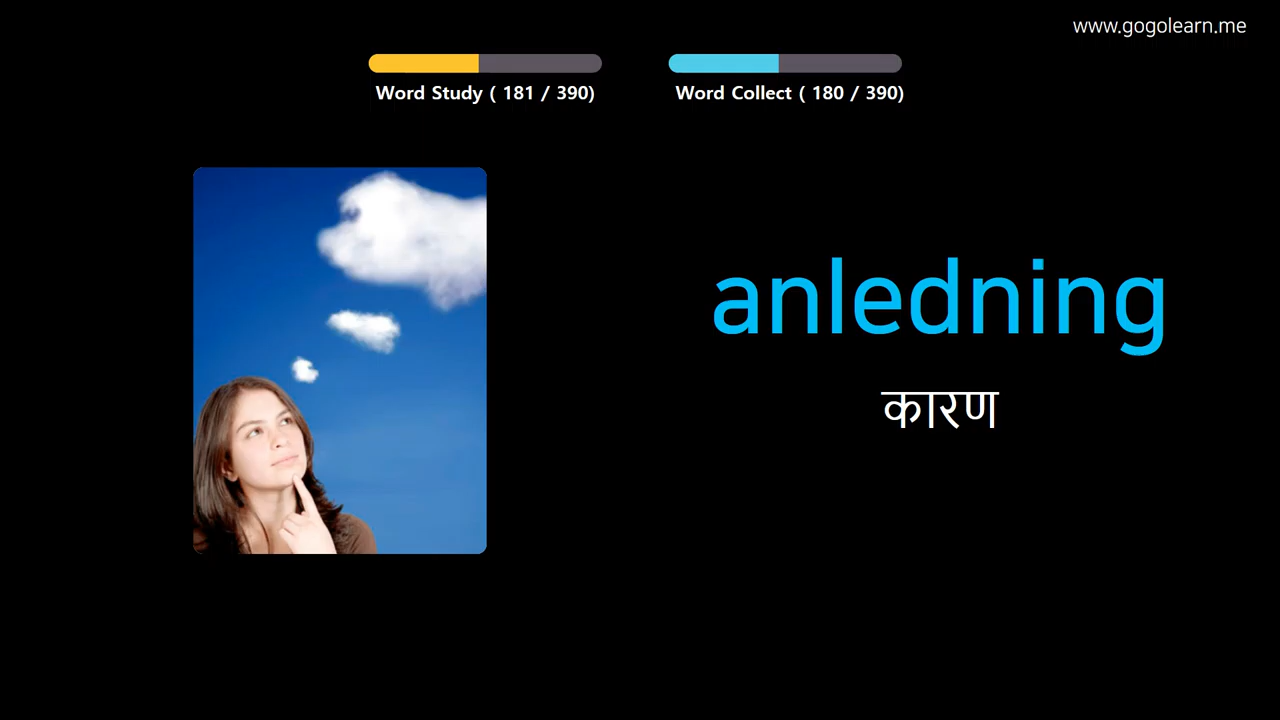 www.gogolearn.me
Word Study ( 181 / 390)
Word Collect ( 180 / 390)
anledning
कारण